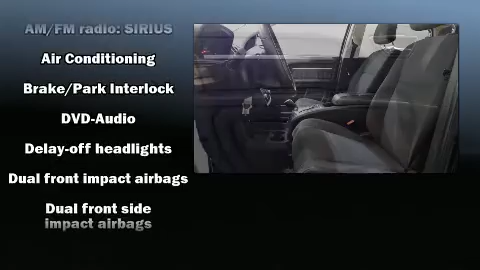 AM/FM radio: SIRIUS
Air Conditioning
Brake/Park Interlock
DVD-Audio
Delay-off headlights
Dual front impact airbags
Dual front side
impact airbags